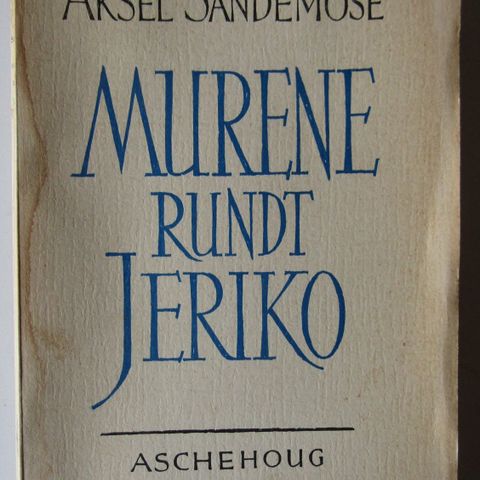 AKSEL SANDEMOSE
MURENE
RUNDT
JERIKO
ASCHEHOUG